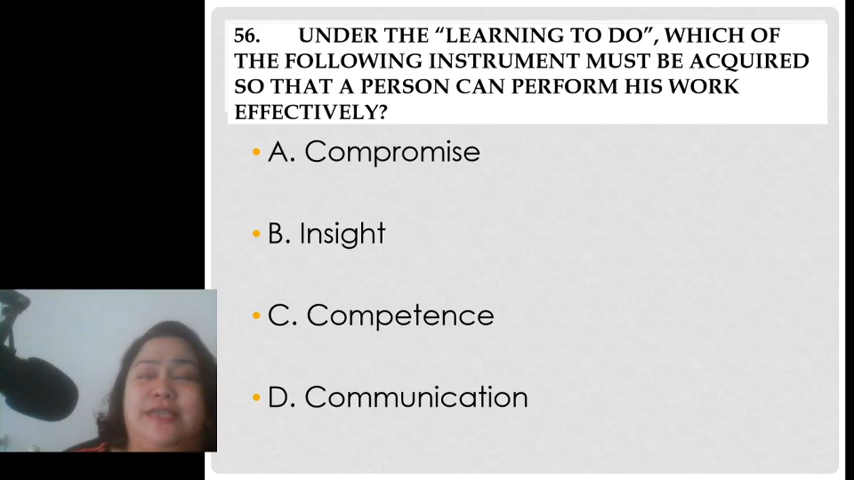 56. UNDER THE “LEARNING TO DO”, WHICH OF
THE FOLLOWING INSTRUMENT MUST BE ACQUIRED
SO THAT A PERSON CAN PERFORM HIS WORK
EFFECTIVELY?
• A. Compromise
• B. Insight
• C. Competence
• D. Communication